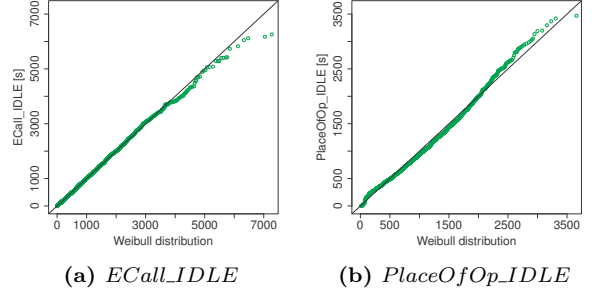 7000
5000
3000
1000
0
ECall_IDLE [s]
0 1000 3000 5000 7000
Weibull distribution
(a) ECall_IDLE
3500
2500
1500
500
0
PlaceOfOp_IDLE [s]
0 500 1500 2500 3500
Weibull distribution
(b) PlaceOfOp_IDLE